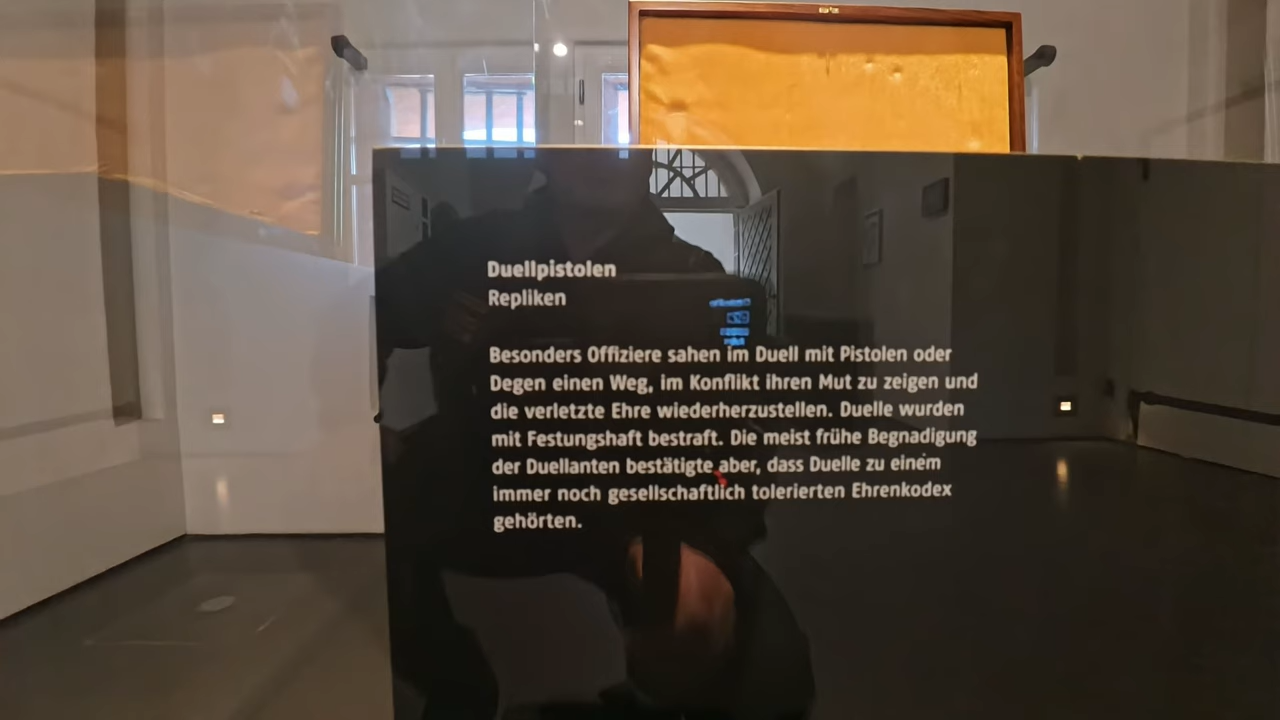 Duellpistolen
Repliken
Besonders Offiziere sahen im Duell mit Pistolen oder
Degen einen Weg, im Konflikt ihren Mut zu zeigen und
die verletzte Ehre wiederherzustellen. Duelle wurden
mit Festungshaft bestraft. Die meist frühe Begnadigung
der Duellanten bestätigte aber, dass Duelle zu einem
immer noch gesellschaftlich tolerierten Ehrenkodex
gehörten.